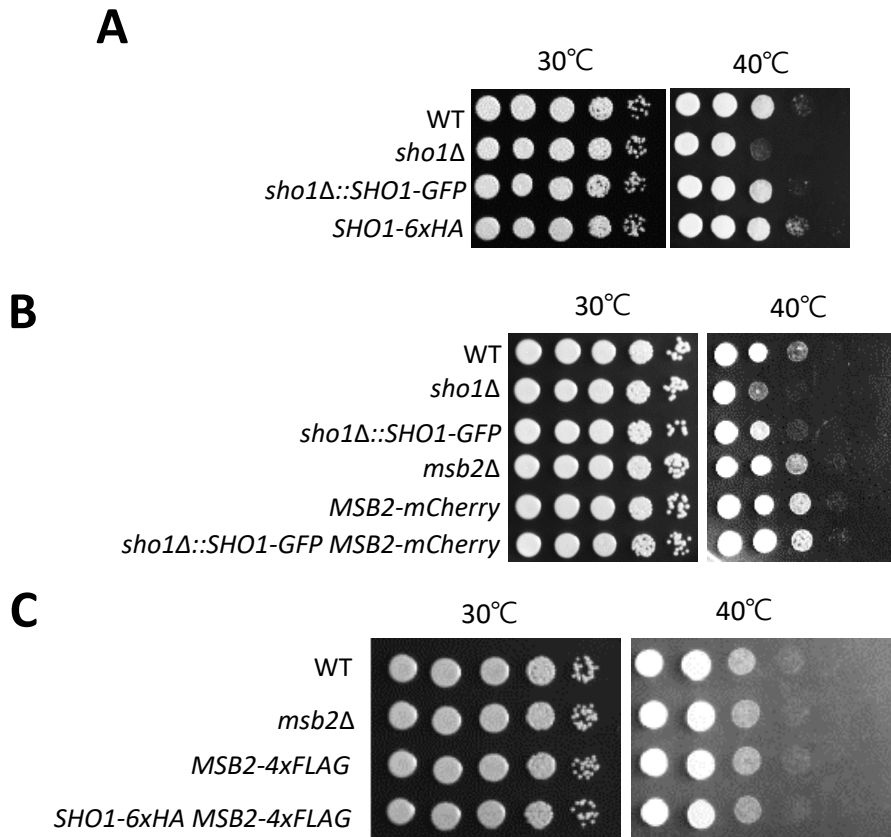 A
30℃ 40℃
WT
sho1Δ
sho1Δ::SHO1-GFP
SHO1-6xHA
B
30℃ 40℃
WT
sho1Δ
sho1Δ::SHO1-GFP
msb2Δ
MSB2-mCherry
sho1Δ::SHO1-GFP MSB2-mCherry
C
30℃ 40℃
WT
msb2Δ
MSB2-4xFLAG
SHO1-6xHA MSB2-4xFLAG